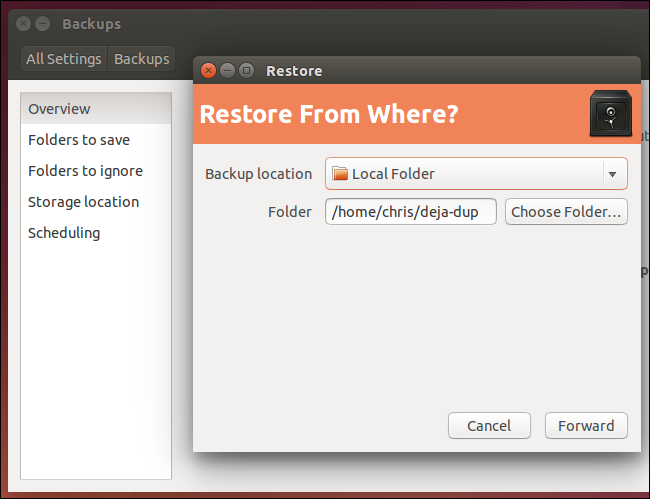 Backups
All Settings Backups
Restore
Restore From Where?
Overview
Folders to save
Folders to ignore
Storage location
Scheduling
Backup location Local Folder
Folder /home/chris/deja-dup Choose Folder...
Cancel Forward